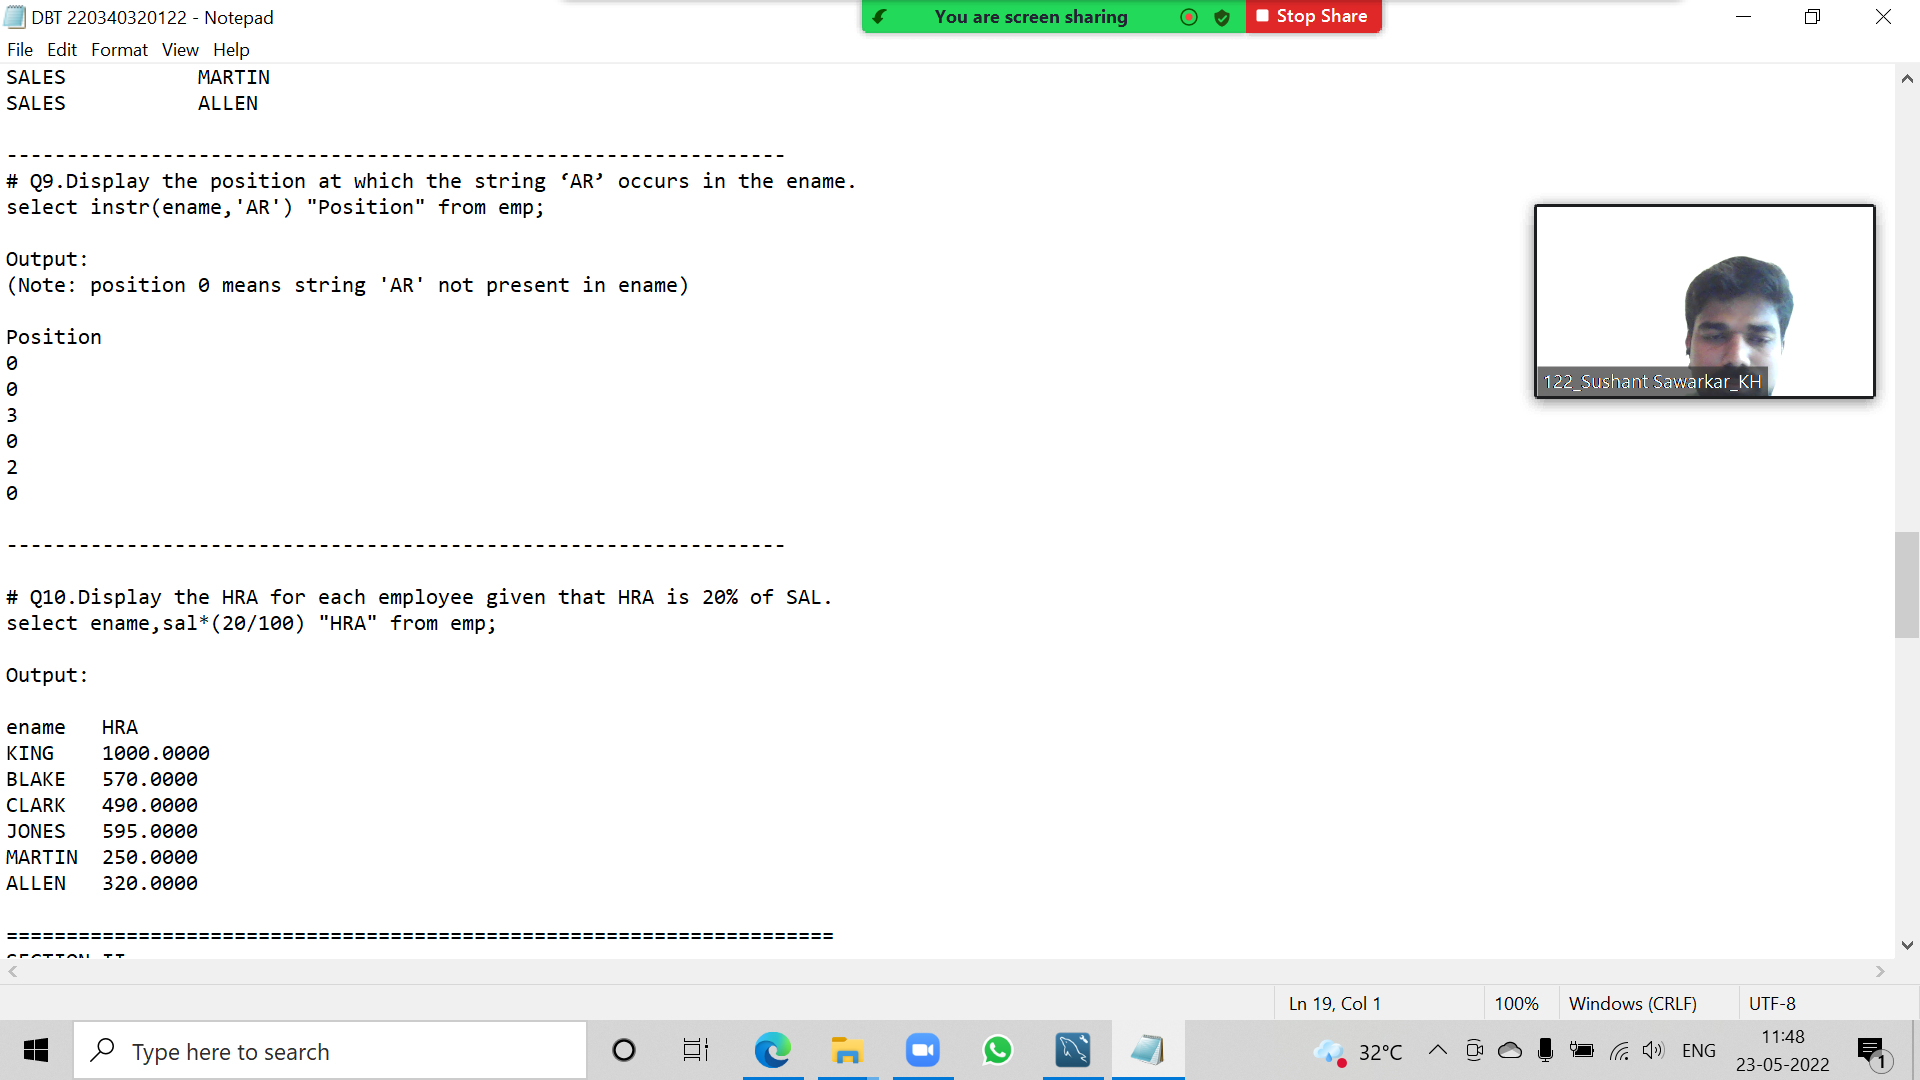 DBT 220340320122 - Notepad
You are screen sharing
Stop Share
File Edit Format View Help
SALES MARTIN
SALES ALLEN
-----------------------------------------------------------------
# Q9.Display the position at which the string ‘AR’ occurs in the ename.
select instr(ename,'AR') "Position" from emp;
Output:
(Note: position 0 means string 'AR' not present in ename)
Position
0
0
3
0
2
0
-----------------------------------------------------------------
# Q10.Display the HRA for each employee given that HRA is 20% of SAL.
select ename,sal*(20/100) "HRA" from emp;
Output:
ename HRA
KING 1000.0000
BLAKE 570.0000
CLARK 490.0000
JONES 595.0000
MARTIN 250.0000
ALLEN 320.0000
=====================================================================
SECTION II
122_Sushant Sawarkar_KH
Ln 19, Col 1
100%
Windows (CRLF)
UTF-8
Type here to search
32°C
ENG
11:48
23-05-2022
1